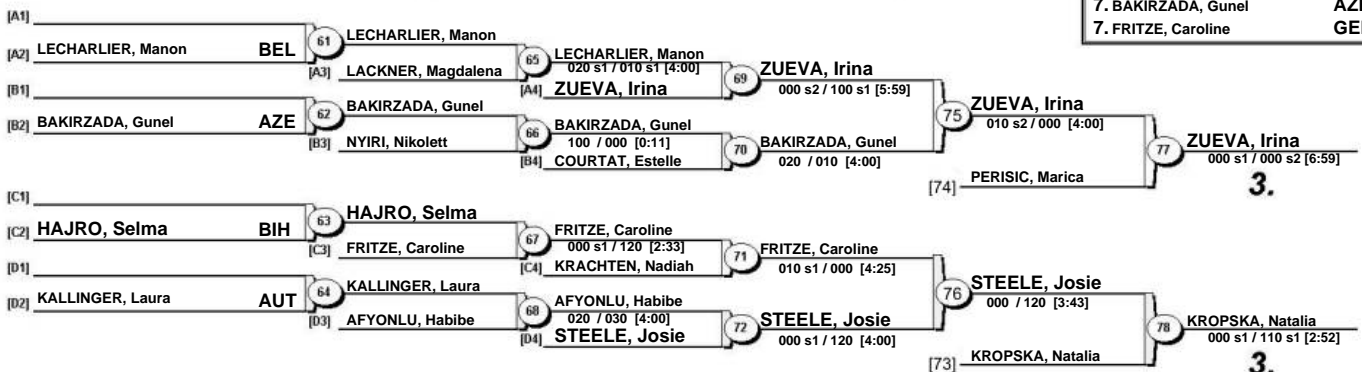 7. BAKIRZADA, Gunel
7. FRITZE, Caroline
[A1]
[A2] LECHARLIER, Manon BEL
61
LECHARLIER, Manon
[A3] LACKNER, Magdalena
[B1]
[B2] BAKIRZADA, Gunel AZE
62
BAKIRZADA, Gunel
[B3] NYIRI, Nikolett
65
LECHARLIER, Manon
020 s1 / 010 s1 [4:00]
[A4] ZUEVA, Irina
66
BAKIRZADA, Gunel
100 / 000 [0:11]
[B4] COURTAT, Estelle
69
ZUEVA, Irina
000 s2 / 100 s1 [5:59]
70
BAKIRZADA, Gunel
020 / 010 [4:00]
75
ZUEVA, Irina
010 s2 / 000 [4:00]
[74] PERISIC, Marica
77
ZUEVA, Irina
000 s1 / 000 s2 [6:59]
3.
[C1]
[C2] HAJRO, Selma BIH
63
HAJRO, Selma
[C3] FRITZE, Caroline
[D1]
[D2] KALLINGER, Laura AUT
64
KALLINGER, Laura
[D3] AFYONLU, Habibe
67
FRITZE, Caroline
000 s1 / 120 [2:33]
[C4] KRACHTEN, Nadiah
68
AFYONLU, Habibe
020 / 030 [4:00]
[D4] STEELE, Josie
71
FRITZE, Caroline
010 s1 / 000 [4:25]
72
STEELE, Josie
000 s1 / 120 [4:00]
76
STEELE, Josie
000 / 120 [3:43]
[73] KROPSKA, Natalia
78
KROPSKA, Natalia
000 s1 / 110 s1 [2:52]
3.